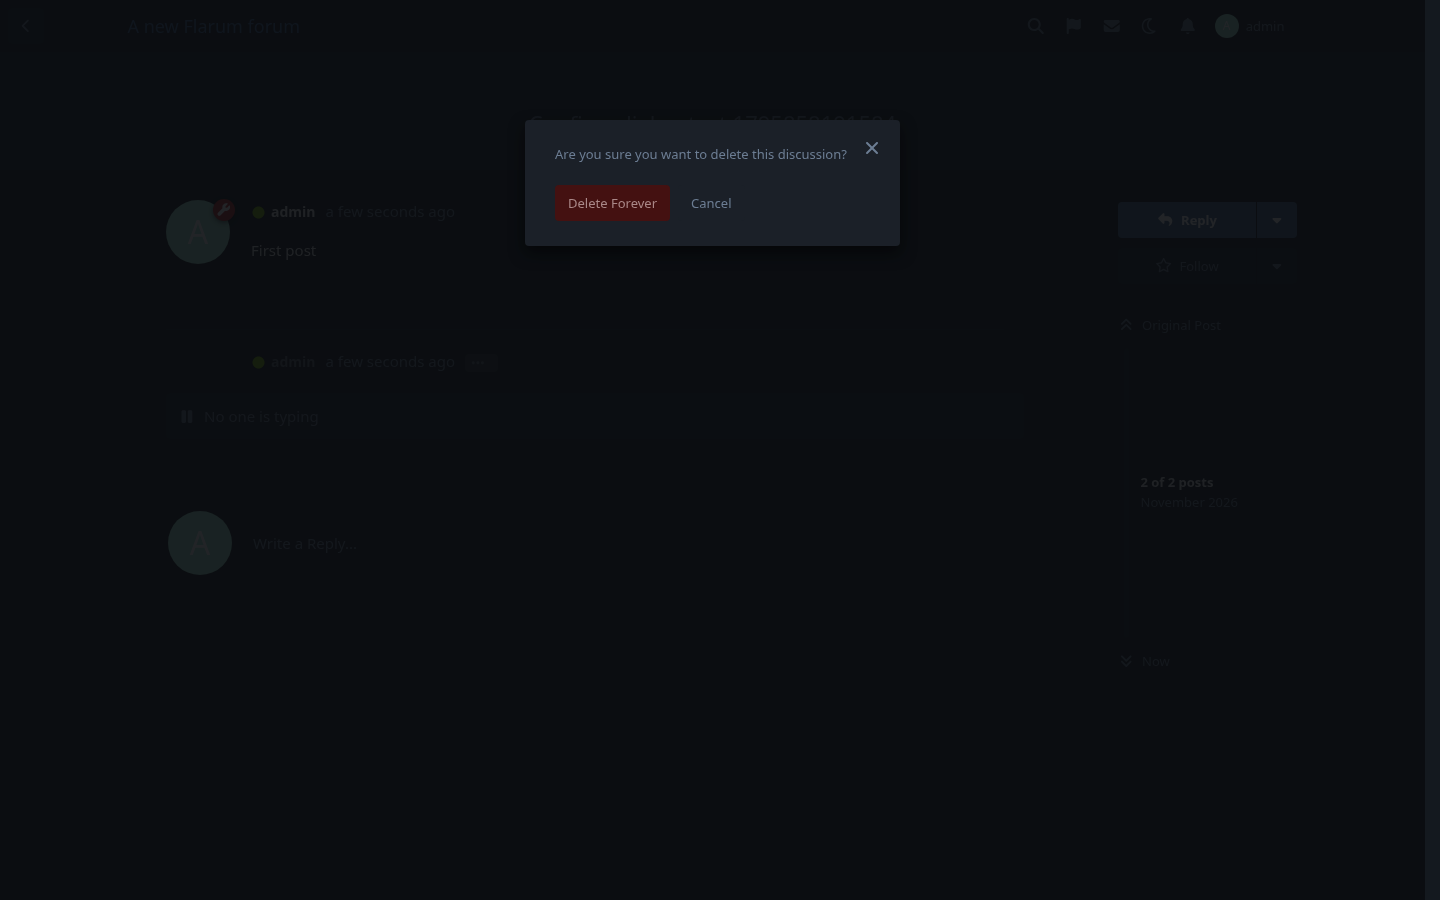 A new Flarum forum
admin
Are you sure you want to delete this discussion?
Delete Forever
Cancel
A
admin a few seconds ago
First post
Reply
Follow
Original Post
admin a few seconds ago
No one is typing
2 of 2 posts
November 2025
A
Write a Reply...
Now